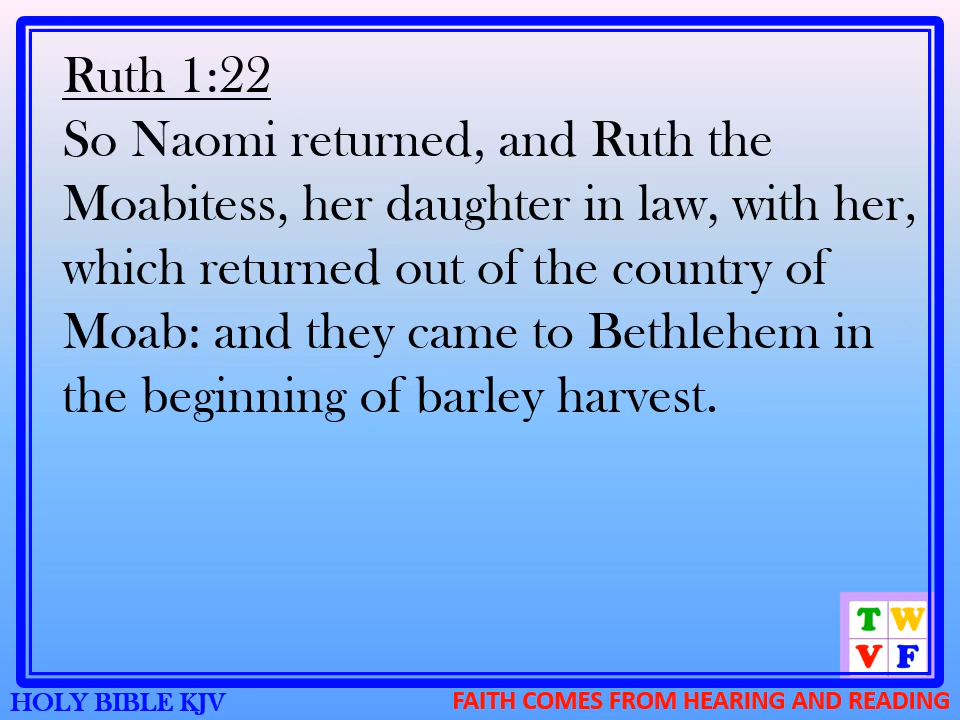 Ruth 1:22
So Naomi returned, and Ruth the
Moabitess, her daughter in law, with her,
which returned out of the country of
Moab: and they came to Bethlehem in
the beginning of barley harvest.
T W
V F
HOLY BIBLE KJV
FAITH COMES FROM HEARING AND READING